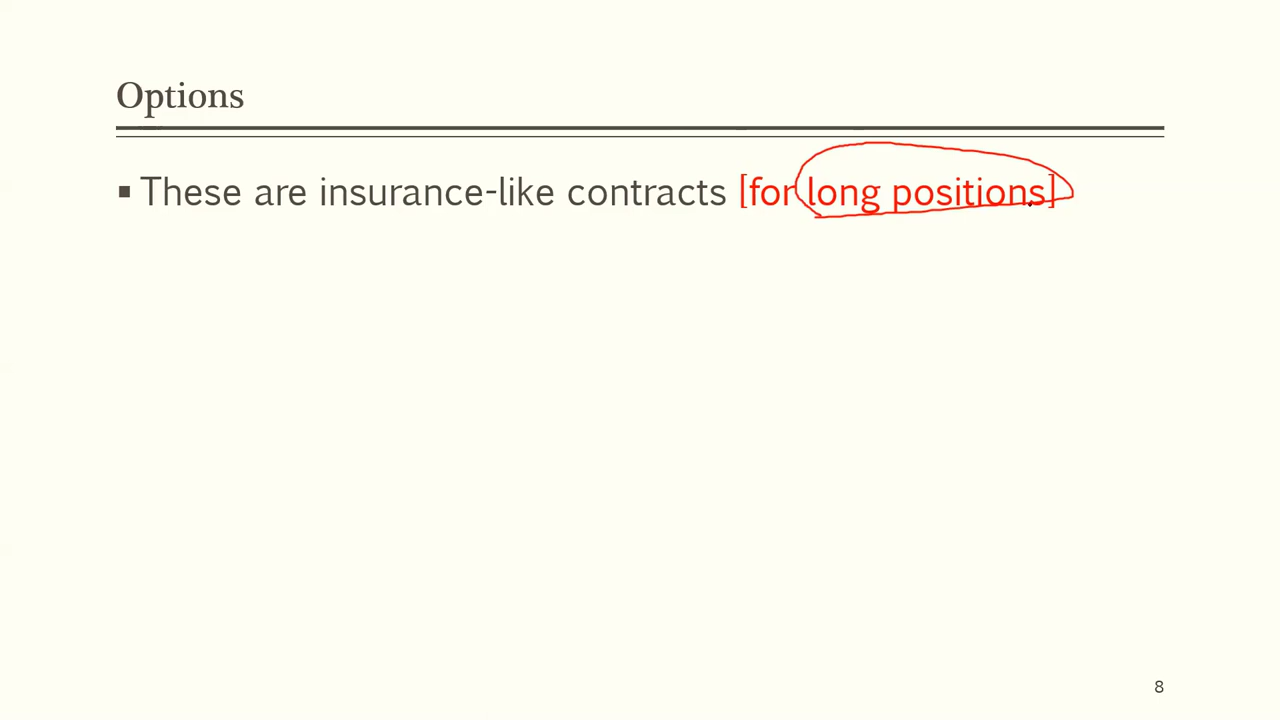 Options
▪ These are insurance-like contracts [for long positions]
8